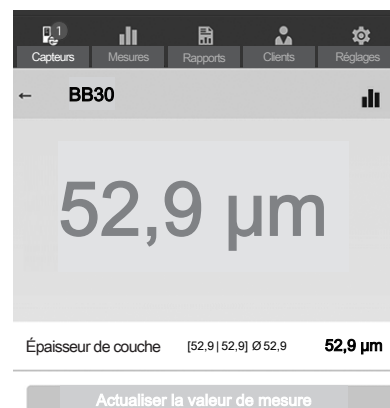 1
Capteurs Mesures Rapports Clients Réglages
← BB30
52,9 µm
Épaisseur de couche [52,9|52,9] Ø 52,9 52,9 µm
Actualiser la valeur de mesure